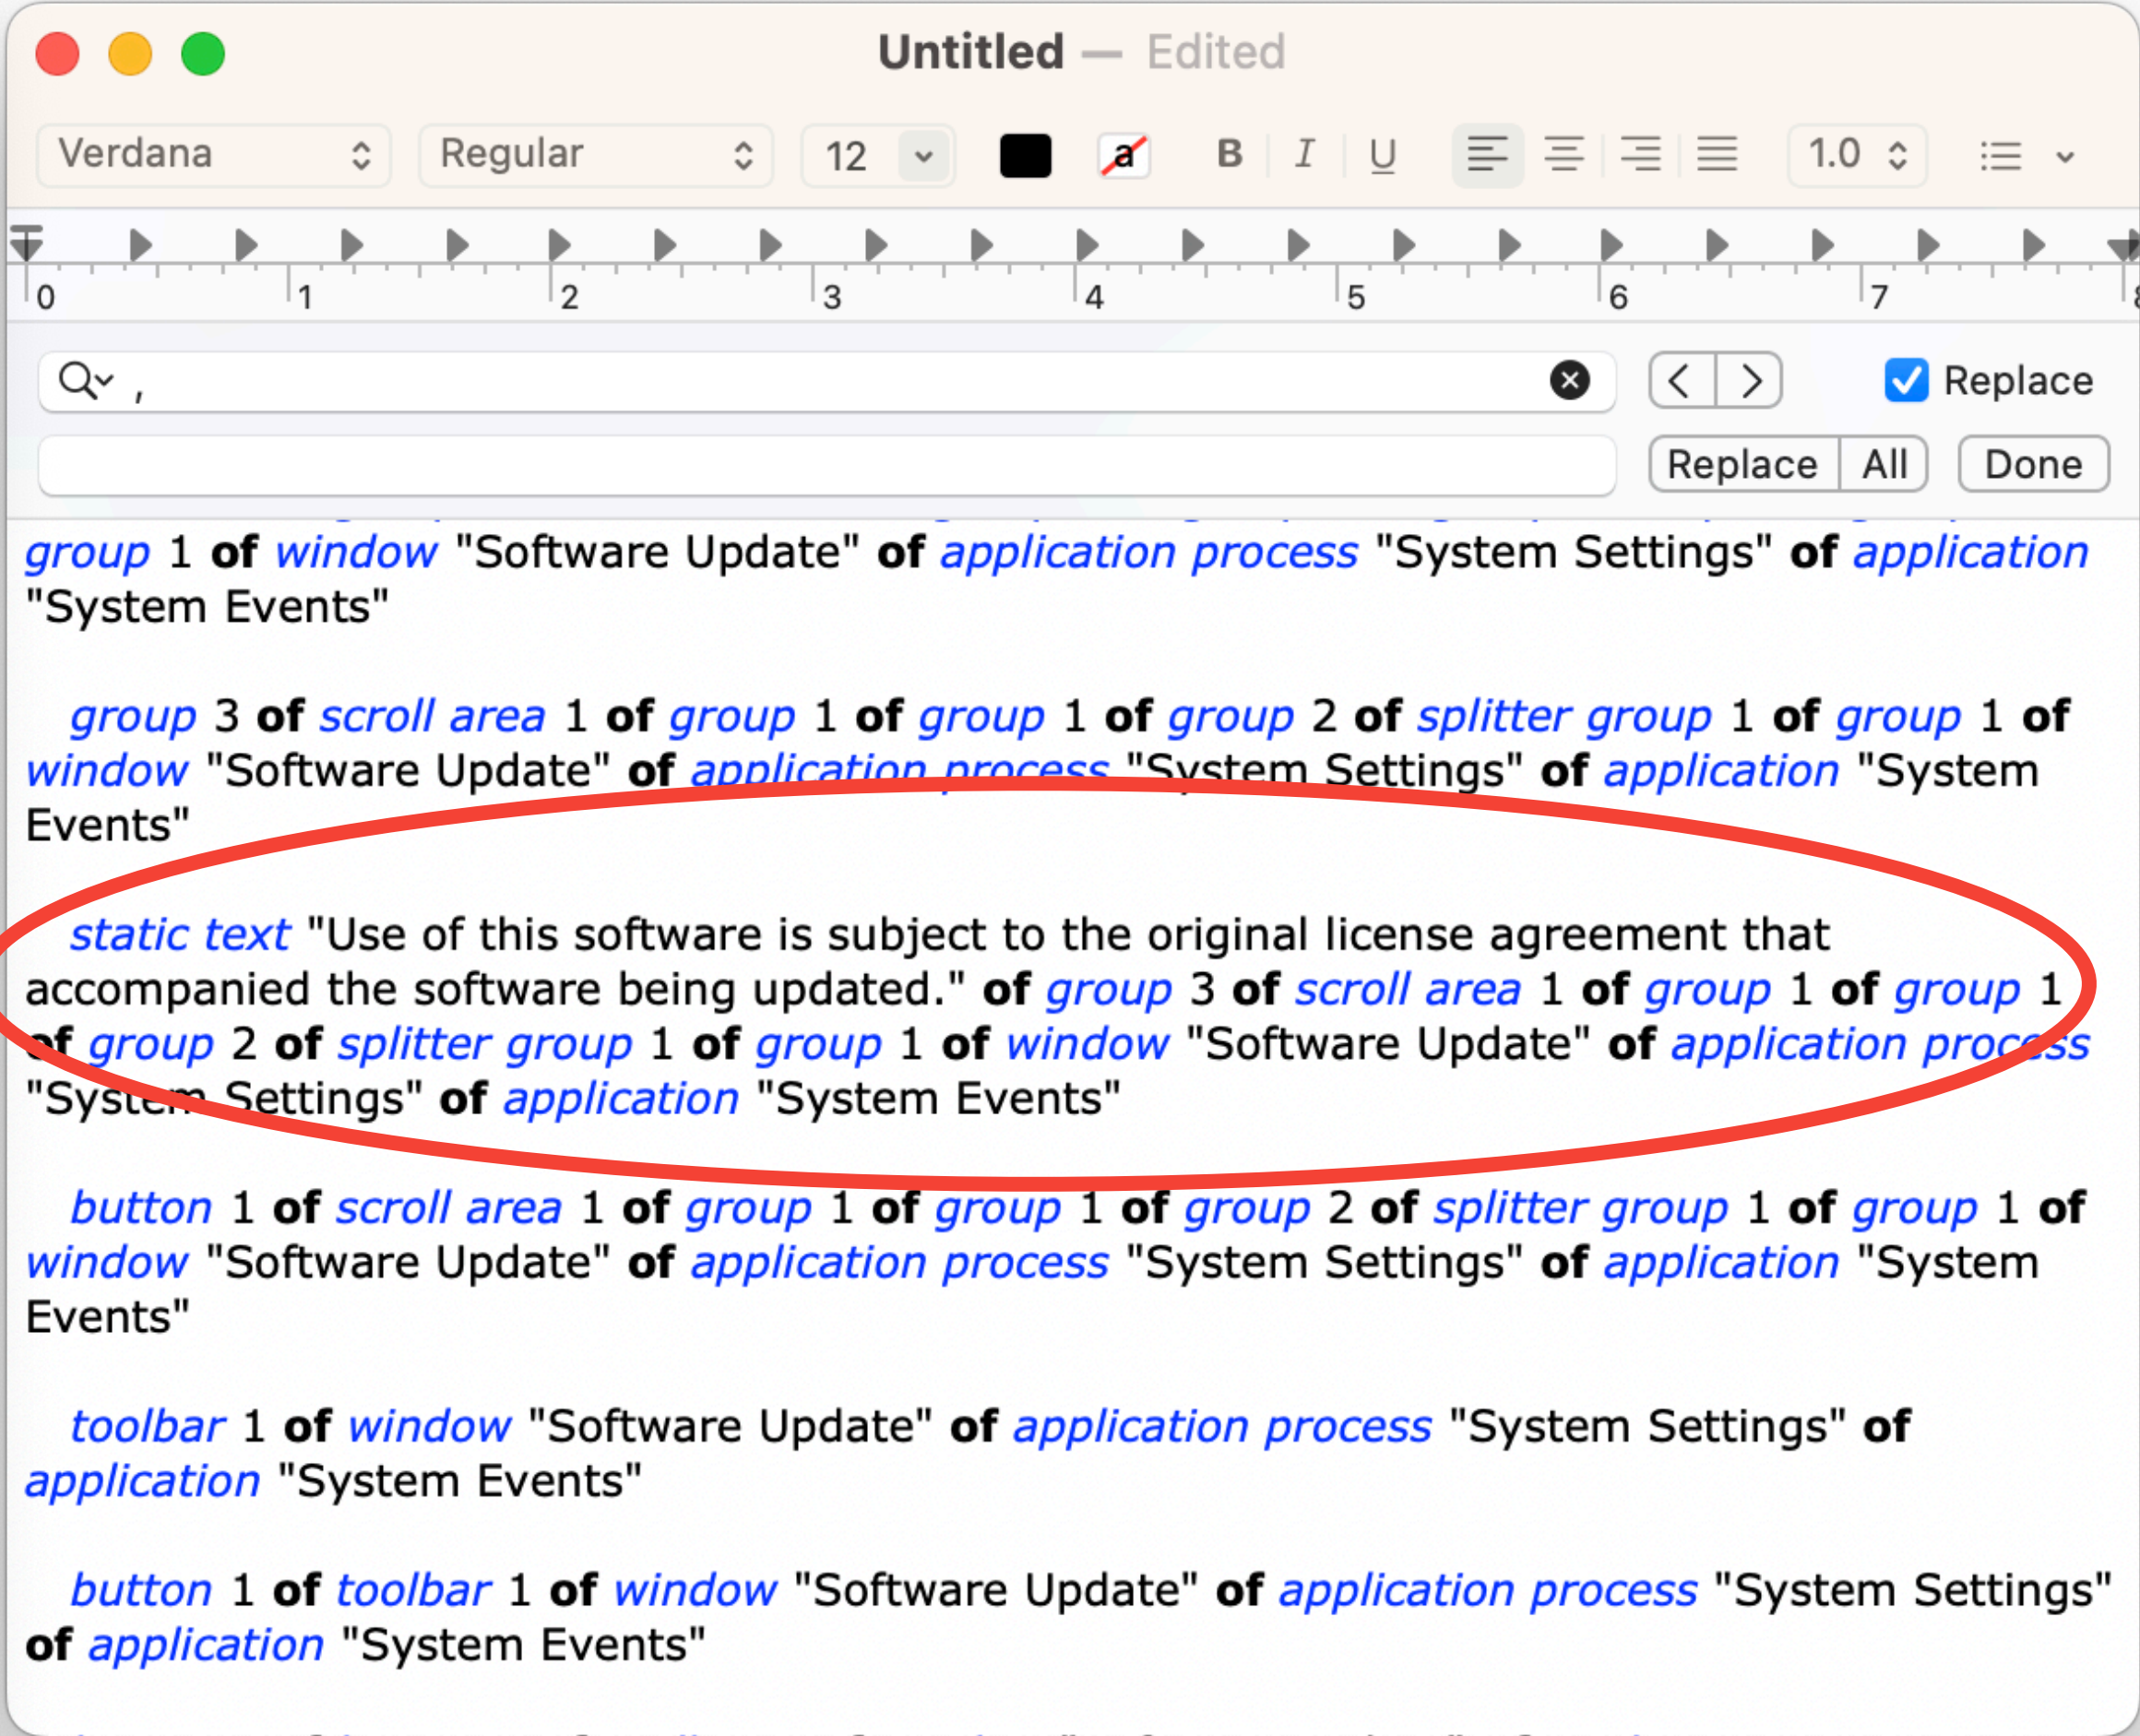 Untitled — Edited
Verdana Regular 12 a B I U 1.0
0 1 2 3 4 5 6 7
, Replace
Replace All Done
group 1 of window "Software Update" of application process "System Settings" of application
"System Events"
group 3 of scroll area 1 of group 1 of group 1 of group 2 of splitter group 1 of group 1 of
window "Software Update" of application process "System Settings" of application "System
Events"
static text "Use of this software is subject to the original license agreement that
accompanied the software being updated." of group 3 of scroll area 1 of group 1 of group 1
of group 2 of splitter group 1 of group 1 of window "Software Update" of application process
"System Settings" of application "System Events"
button 1 of scroll area 1 of group 1 of group 1 of group 2 of splitter group 1 of group 1 of
window "Software Update" of application process "System Settings" of application "System
Events"
toolbar 1 of window "Software Update" of application process "System Settings" of
application "System Events"
button 1 of toolbar 1 of window "Software Update" of application process "System Settings"
of application "System Events"